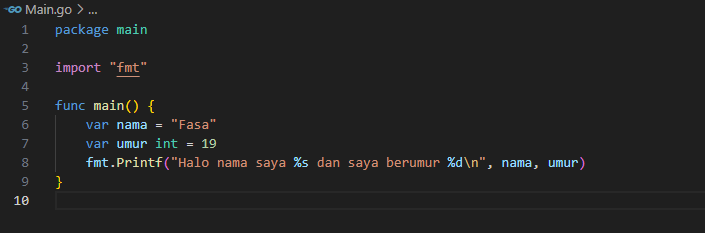 GO Main.go > ...
1 package main
2
3 import "fmt"
4
5 func main() {
6 var nama = "Fasa"
7 var umur int = 19
8 fmt.Printf("Halo nama saya %s dan saya berumur %d\n", nama, umur)
9 }
10